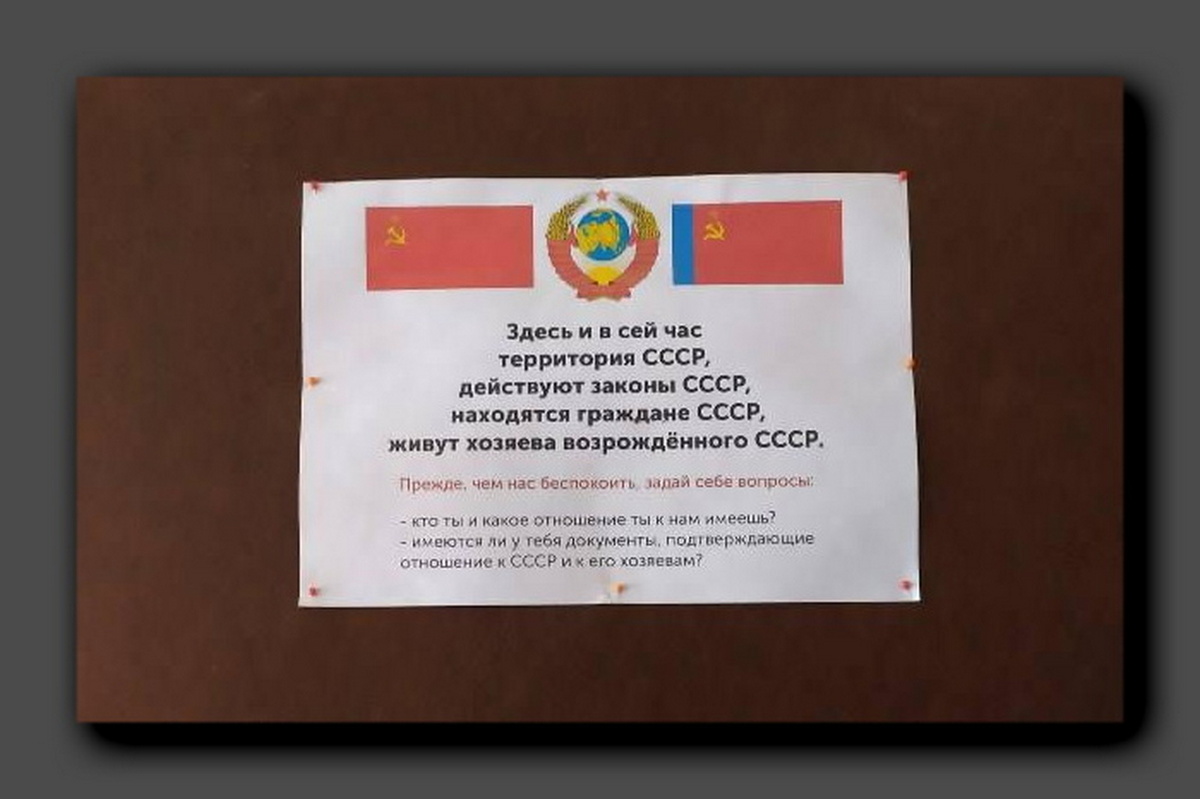 Здесь и в сей час
территория СССР,
действуют законы СССР,
находятся граждане СССР,
живут хозяева возрождённого СССР.
Прежде, чем нас беспокоить, задай себе вопросы:
- кто ты и какое отношение ты к нам имеешь?
- имеются ли у тебя документы, подтверждающие
отношение к СССР и к его хозяевам?